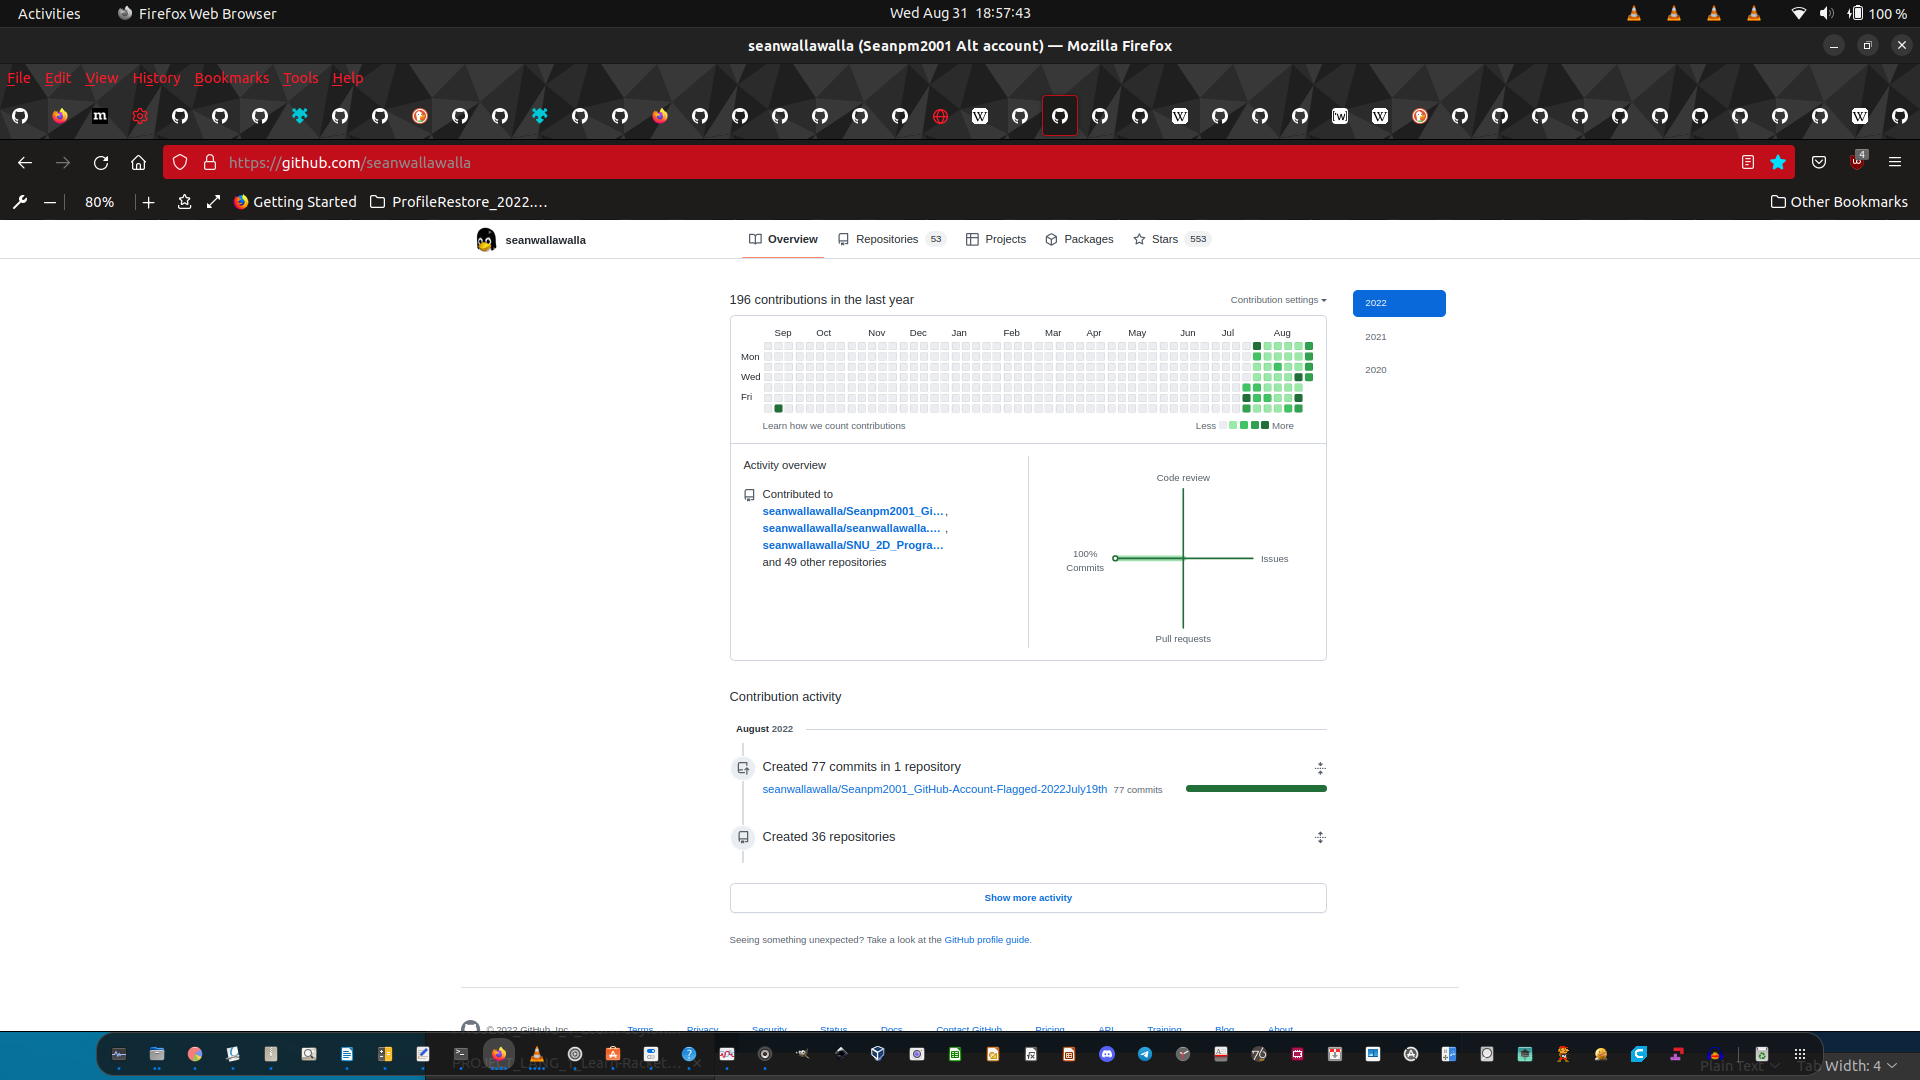 Activities Firefox Web Browser Wed Aug 31 18:57:43 100 %
seanwallawalla (Seanpm2001 Alt account) — Mozilla Firefox
File Edit View History Bookmarks Tools Help
https://github.com/seanwallawalla 4
80% Getting Started ProfileRestore_2022.... Other Bookmarks
seanwallawalla Overview Repositories 53 Projects Packages Stars 553
196 contributions in the last year Contribution settings 2022
Sep Oct Nov Dec Jan Feb Mar Apr May Jun Jul Aug
2021
Mon
2020
Wed
Fri
Learn how we count contributions Less More
Activity overview
Contributed to
seanwallawalla/Seanpm2001_Gi…,
seanwallawalla/seanwallawalla.… ,
seanwallawalla/SNU_2D_Progra…
and 49 other repositories
Code review
100%
Commits
Issues
Pull requests
Contribution activity
August 2022
Created 77 commits in 1 repository
seanwallawalla/Seanpm2001_GitHub-Account-Flagged-2022July19th 77 commits
Created 36 repositories
Show more activity
Seeing something unexpected? Take a look at the GitHub profile guide.
© 2022 GitHub, Inc. Terms Privacy Security Status Docs Contact GitHub Pricing API Training Blog About
Plain Text Tab Width: 4